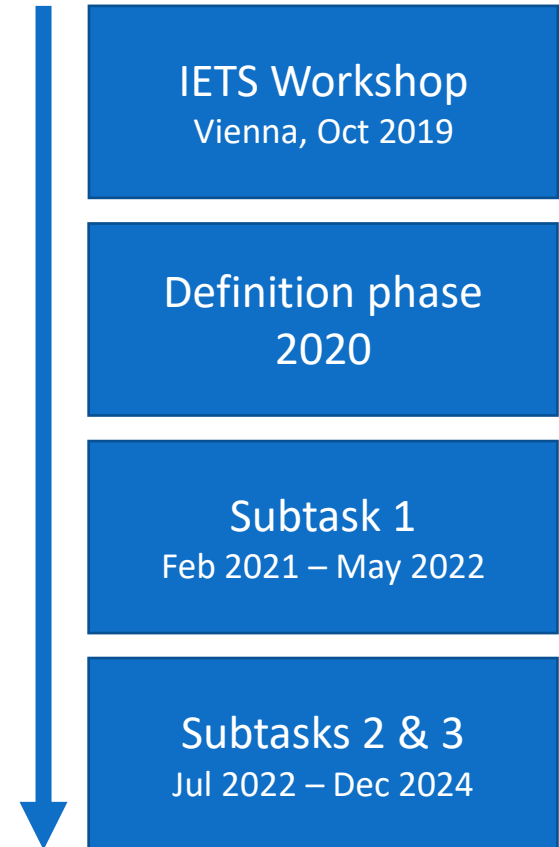 IETS Workshop
Vienna, Oct 2019
Definition phase
2020
Subtask 1
Feb 2021 – May 2022
Subtasks 2 & 3
Jul 2022 – Dec 2024